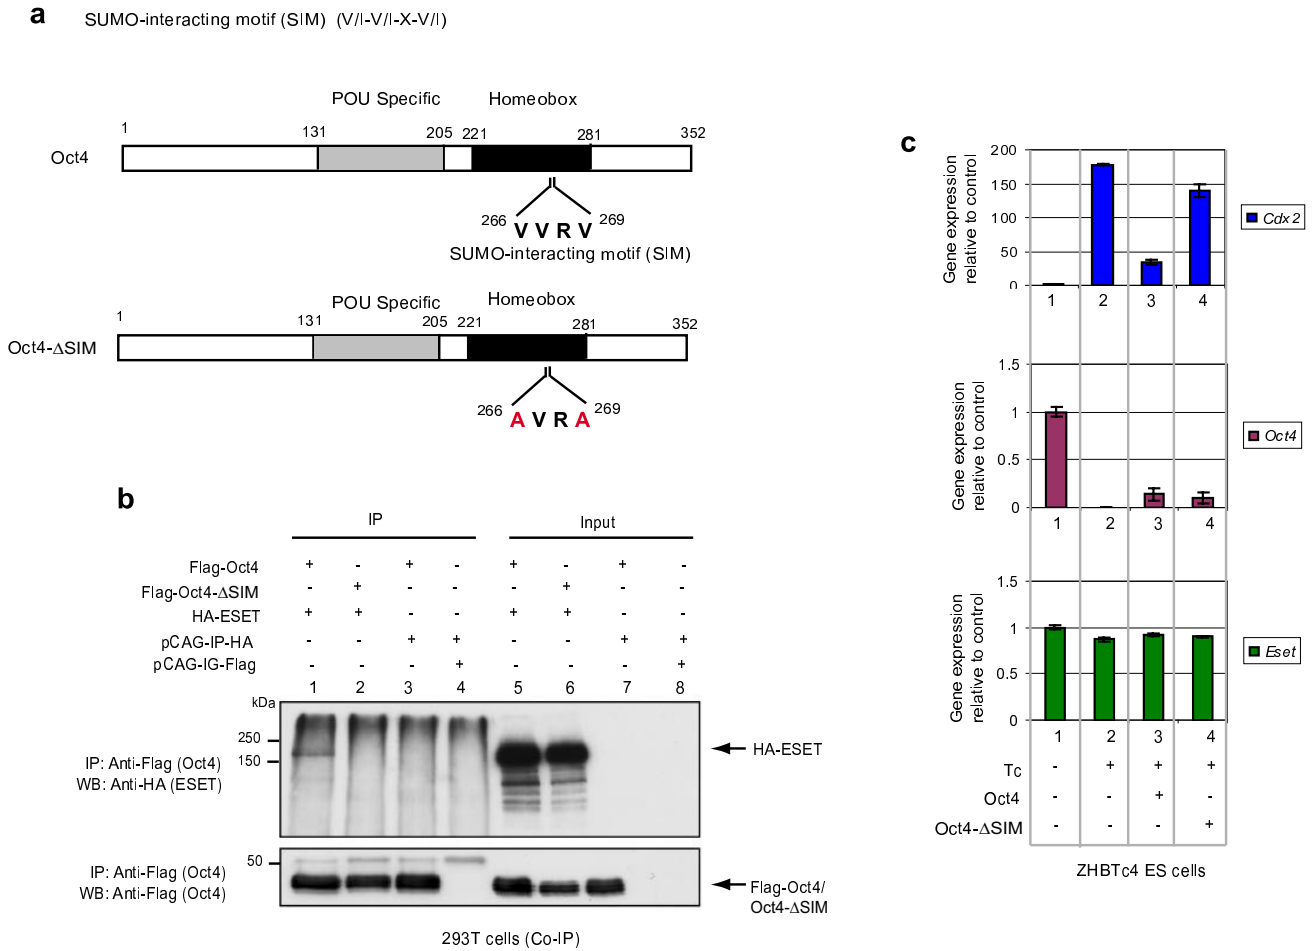 a
SUMO-interacting motif (SIM) (V/I-V/I-X-V/I)
POU Specific Homeobox
1 131 205 221 281 352
Oct4
266 V V R V 269
SUMO-interacting motif (SIM)
POU Specific Homeobox
1 131 205 221 281 352
Oct4-ΔSIM
266 A V R A 269
b
IP Input
Flag-Oct4 + - + - + - + -
Flag-Oct4-ΔSIM - + - - - + - -
HA-ESET + + - - + + - -
pCAG-IP-HA - - + + - - + +
pCAG-IG-Flag - - - + - - - +
1 2 3 4 5 6 7 8
kDa
250
150
IP: Anti-Flag (Oct4)
WB: Anti-HA (ESET)
HA-ESET
50
IP: Anti-Flag (Oct4)
WB: Anti-Flag (Oct4)
Flag-Oct4/
Oct4-ΔSIM
293T cells (Co-IP)
c
Gene expression
relative to control
200
150
100
50
0
1 2 3 4
Cdx2
Gene expression
relative to control
1.5
1
0.5
0
1 2 3 4
Oct4
Gene expression
relative to control
1.5
1
0.5
0
1 2 3 4
Eset
Tc - + + +
Oct4 - - + -
Oct4-ΔSIM - - - +
ZHBTc4 ES cells